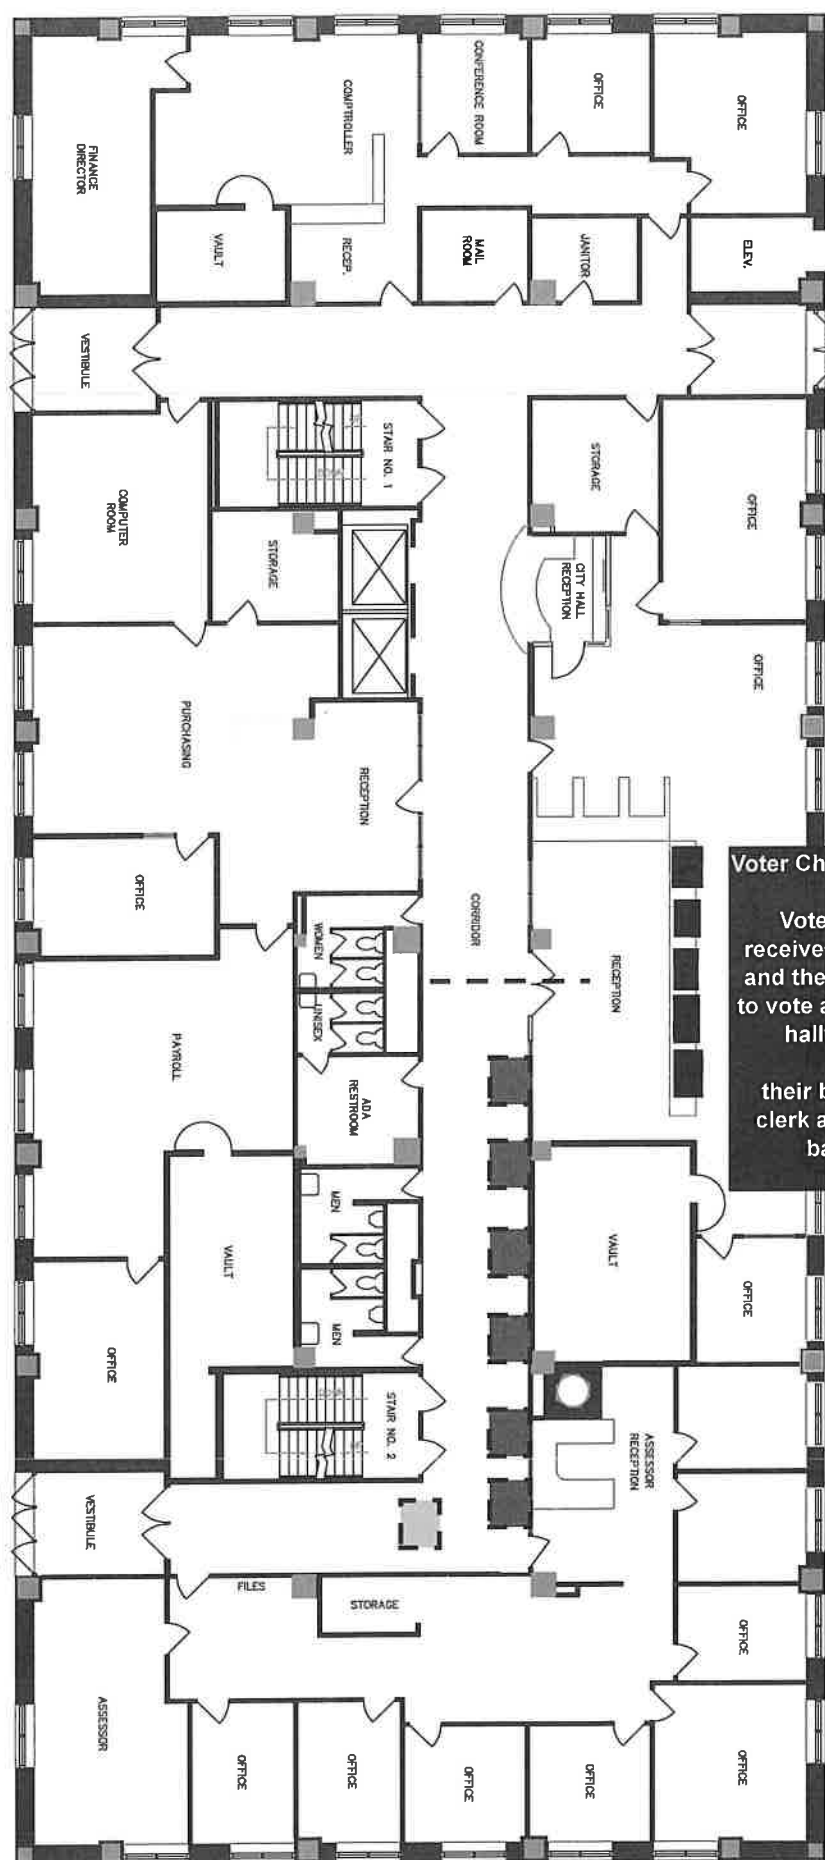 CONFERENCE ROOM
OFFICE
OFFICE
COMPTROLLER
FINANCE
DIRECTOR
VAULT
RECEP.
MAIL
ROOM
JANITOR
ELEV.
VESTIBULE
STAIR NO. 1
STORAGE
OFFICE
COMPUTER
ROOM
STORAGE
CITY HALL
RECEPTION
OFFICE
PURCHASING
RECEPTION
OFFICE
CORRIDOR
WOMEN
UNISEX
RECEPTION
Voter Ch
Vote
receive
and the
to vote a
hall
their b
clerk a
ba
PAYROLL
ADA
RESTROOM
MEN
VAULT
VAULT
OFFICE
MEN
OFFICE
STAIR NO. 2
ASSESSOR
RECEPTION
VESTIBULE
FILES
STORAGE
OFFICE
ASSESSOR
OFFICE
OFFICE
OFFICE
OFFICE
OFFICE